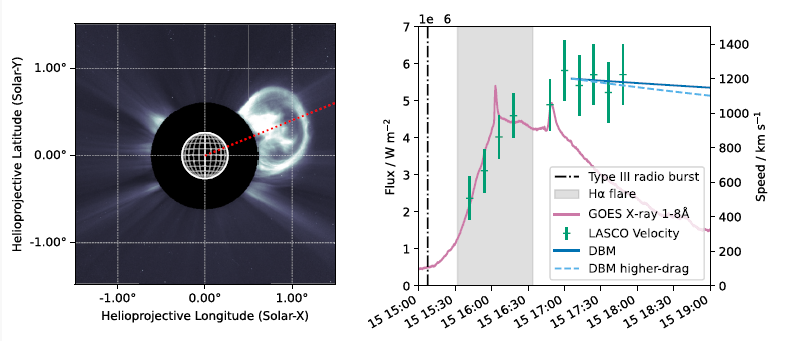 1.00°
0.00°
-1.00°
Helioprojective Latitude (Solar-Y)
-1.00°
0.00°
1.00°
Helioprojective Longitude (Solar-X)
1e 6
7
6
5
4
3
2
1
0
Flux / W m⁻²
1400
1200
1000
800
600
400
200
0
Speed / km s⁻¹
Type III radio burst
Hα flare
GOES X-ray 1-8Å
LASCO Velocity
DBM
DBM higher-drag
15 15:00
15 15:30
15 16:00
15 16:30
15 17:00
15 17:30
15 18:00
15 18:30
15 19:00